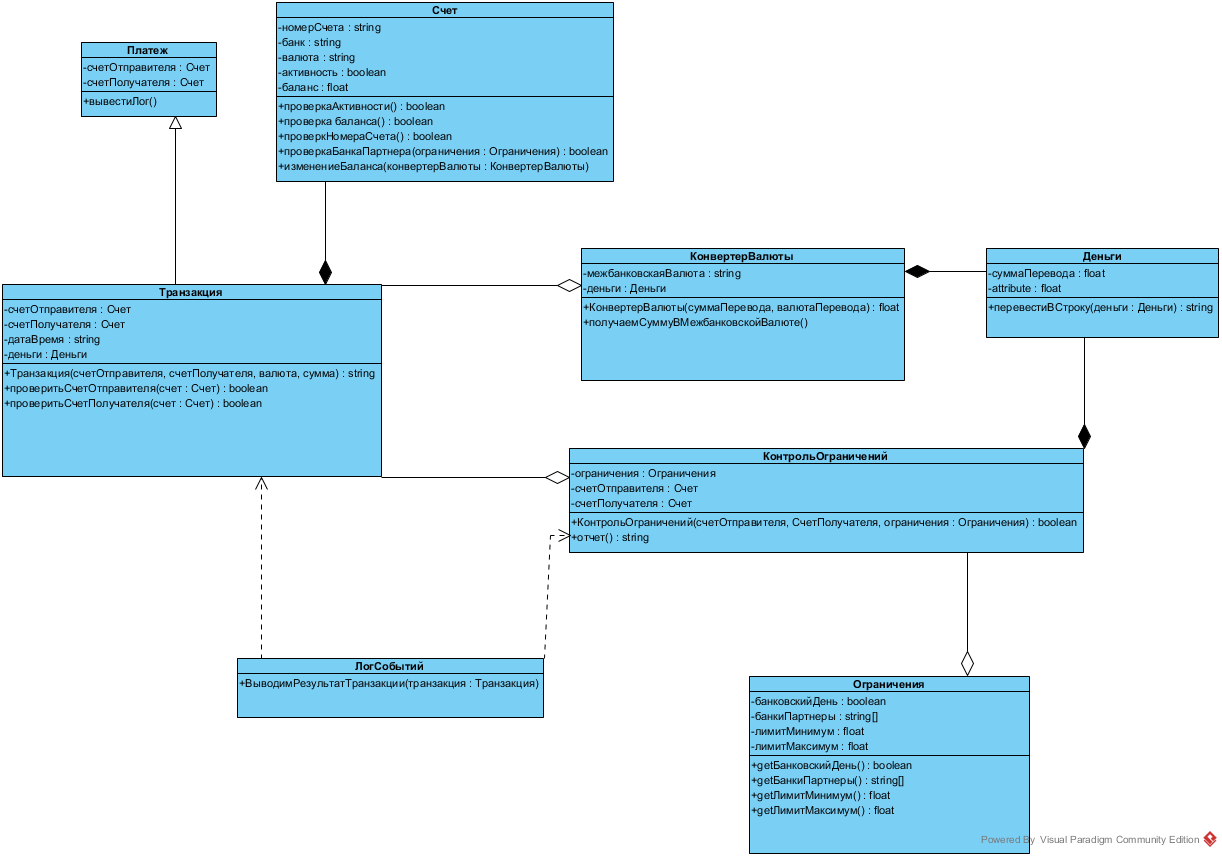 Счет
-номерСчета : string
-банк : string
-валюта : string
-активность : boolean
-баланс : float
+проверкаАктивности() : boolean
+проверка баланса() : boolean
+проверкНомераСчета() : boolean
+проверкаБанкаПартнера(ограничения : Ограничения) : boolean
+изменениеБаланса(конвертерВалюты : КонвертерВалюты)
Платеж
-счетОтправителя : Счет
-счетПолучателя : Счет
+вывестиЛог()
КонвертерВалюты
-межбанковскаяВалюта : string
-деньги : Деньги
+КонвертерВалюты(суммаПеревода, валютаПеревода) : float
+получаемСуммуВМежбанковскойВалюте()
Деньги
-суммаПеревода : float
-attribute : float
+перевестиВСтроку(деньги : Деньги) : string
Транзакция
-счетОтправителя : Счет
-счетПолучателя : Счет
-датаВремя : string
-деньги : Деньги
+Транзакция(счетОтправителя, счетПолучателя, валюта, сумма) : string
+проверитьСчетОтправителя(счет : Счет) : boolean
+проверитьСчетПолучателя(счет : Счет) : boolean
КонтрольОграничений
-ограничения : Ограничения
-счетОтправителя : Счет
-счетПолучателя : Счет
+КонтрольОграничений(счетОтправителя, СчетПолучателя, ограничения : Ограничения) : boolean
+отчет() : string
ЛогСобытий
+ВыводимРезультатТранзакции(транзакция : Транзакция)
Ограничения
-банковскийДень : boolean
-банкиПартнеры : string[]
-лимитМинимум : float
-лимитМаксимум : float
+getБанковскийДень() : boolean
+getБанкиПартнеры() : string[]
+getЛимитМинимум() : float
+getЛимитМаксимум() : float
Powered By Visual Paradigm Community Edition